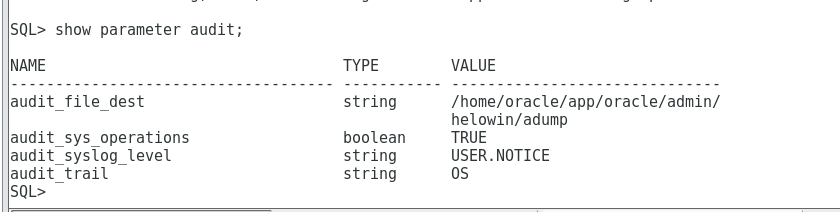 SQL> show parameter audit;
NAME                                 TYPE        VALUE
------------------------------------ ----------- ------------------------------
audit_file_dest                      string      /home/oracle/app/oracle/admin/
                                                 helowin/adump
audit_sys_operations                 boolean     TRUE
audit_syslog_level                   string      USER.NOTICE
audit_trail                          string      OS
SQL>